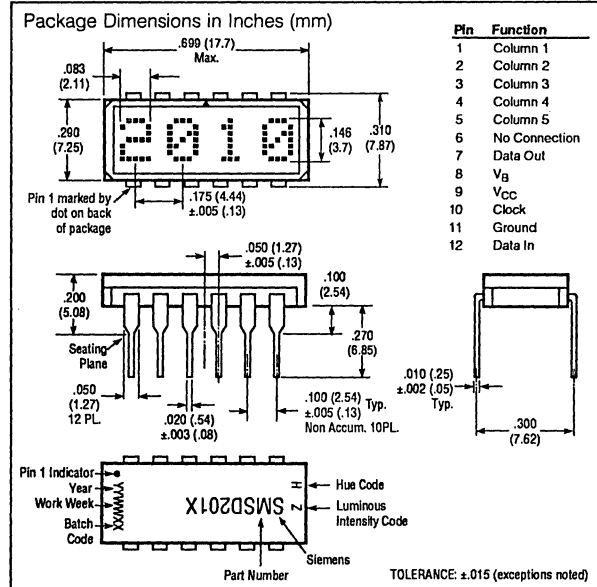 Package Dimensions in Inches (mm)
.699 (17.7)
Max.
.083
(2.11)
.290
(7.25)
2010
.146
(3.7)
.310
(7.87)
Pin 1 marked by
dot on back
of package
.175 (4.44)
±.005 (.13)
Pin Function
1 Column 1
2 Column 2
3 Column 3
4 Column 4
5 Column 5
6 No Connection
7 Data Out
8 VB
9 VCC
10 Clock
11 Ground
12 Data In
.050 (1.27)
±.005 (.13)
.200
(5.08)
.100
(2.54)
.270
(6.85)
Seating
Plane
.050
(1.27)
12 PL.
.020 (.54)
±.003 (.08)
.100 (2.54)
±.005 (.13)
Typ.
Non Accum. 10PL.
.010 (.25)
±.002 (.05)
Typ.
.300
(7.62)
Pin 1 Indicator
Year
Work Week
Batch
Code
YYWWXX
SMSD201X
H
Z
Hue Code
Luminous
Intensity Code
Siemens
Part Number
TOLERANCE: ±.015 (exceptions noted)